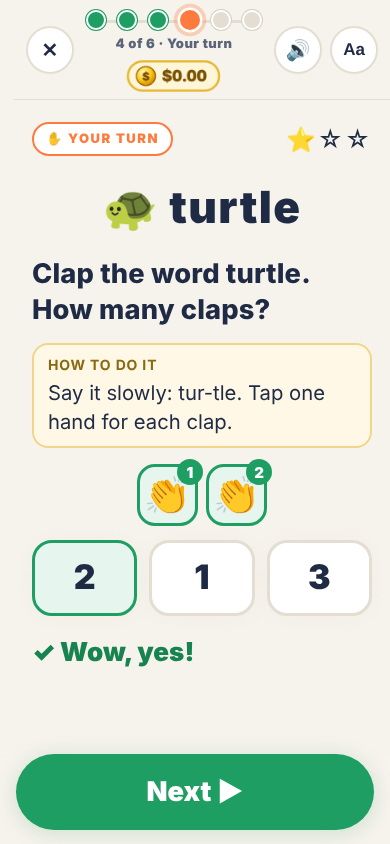 4 of 6 · Your turn
$ $0.00
Aa
YOUR TURN
turtle
Clap the word turtle.
How many claps?
HOW TO DO IT
Say it slowly: tur-tle. Tap one
hand for each clap.
1 2
2 1 3
✓ Wow, yes!
Next ▶